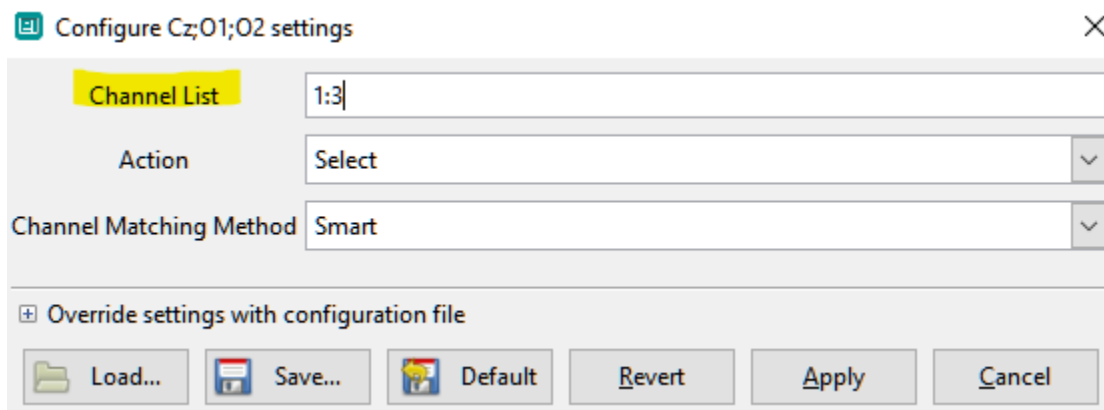 Configure Cz;O1;O2 settings
Channel List 1:3
Action Select
Channel Matching Method Smart
Override settings with configuration file
Load... Save... Default Revert Apply Cancel